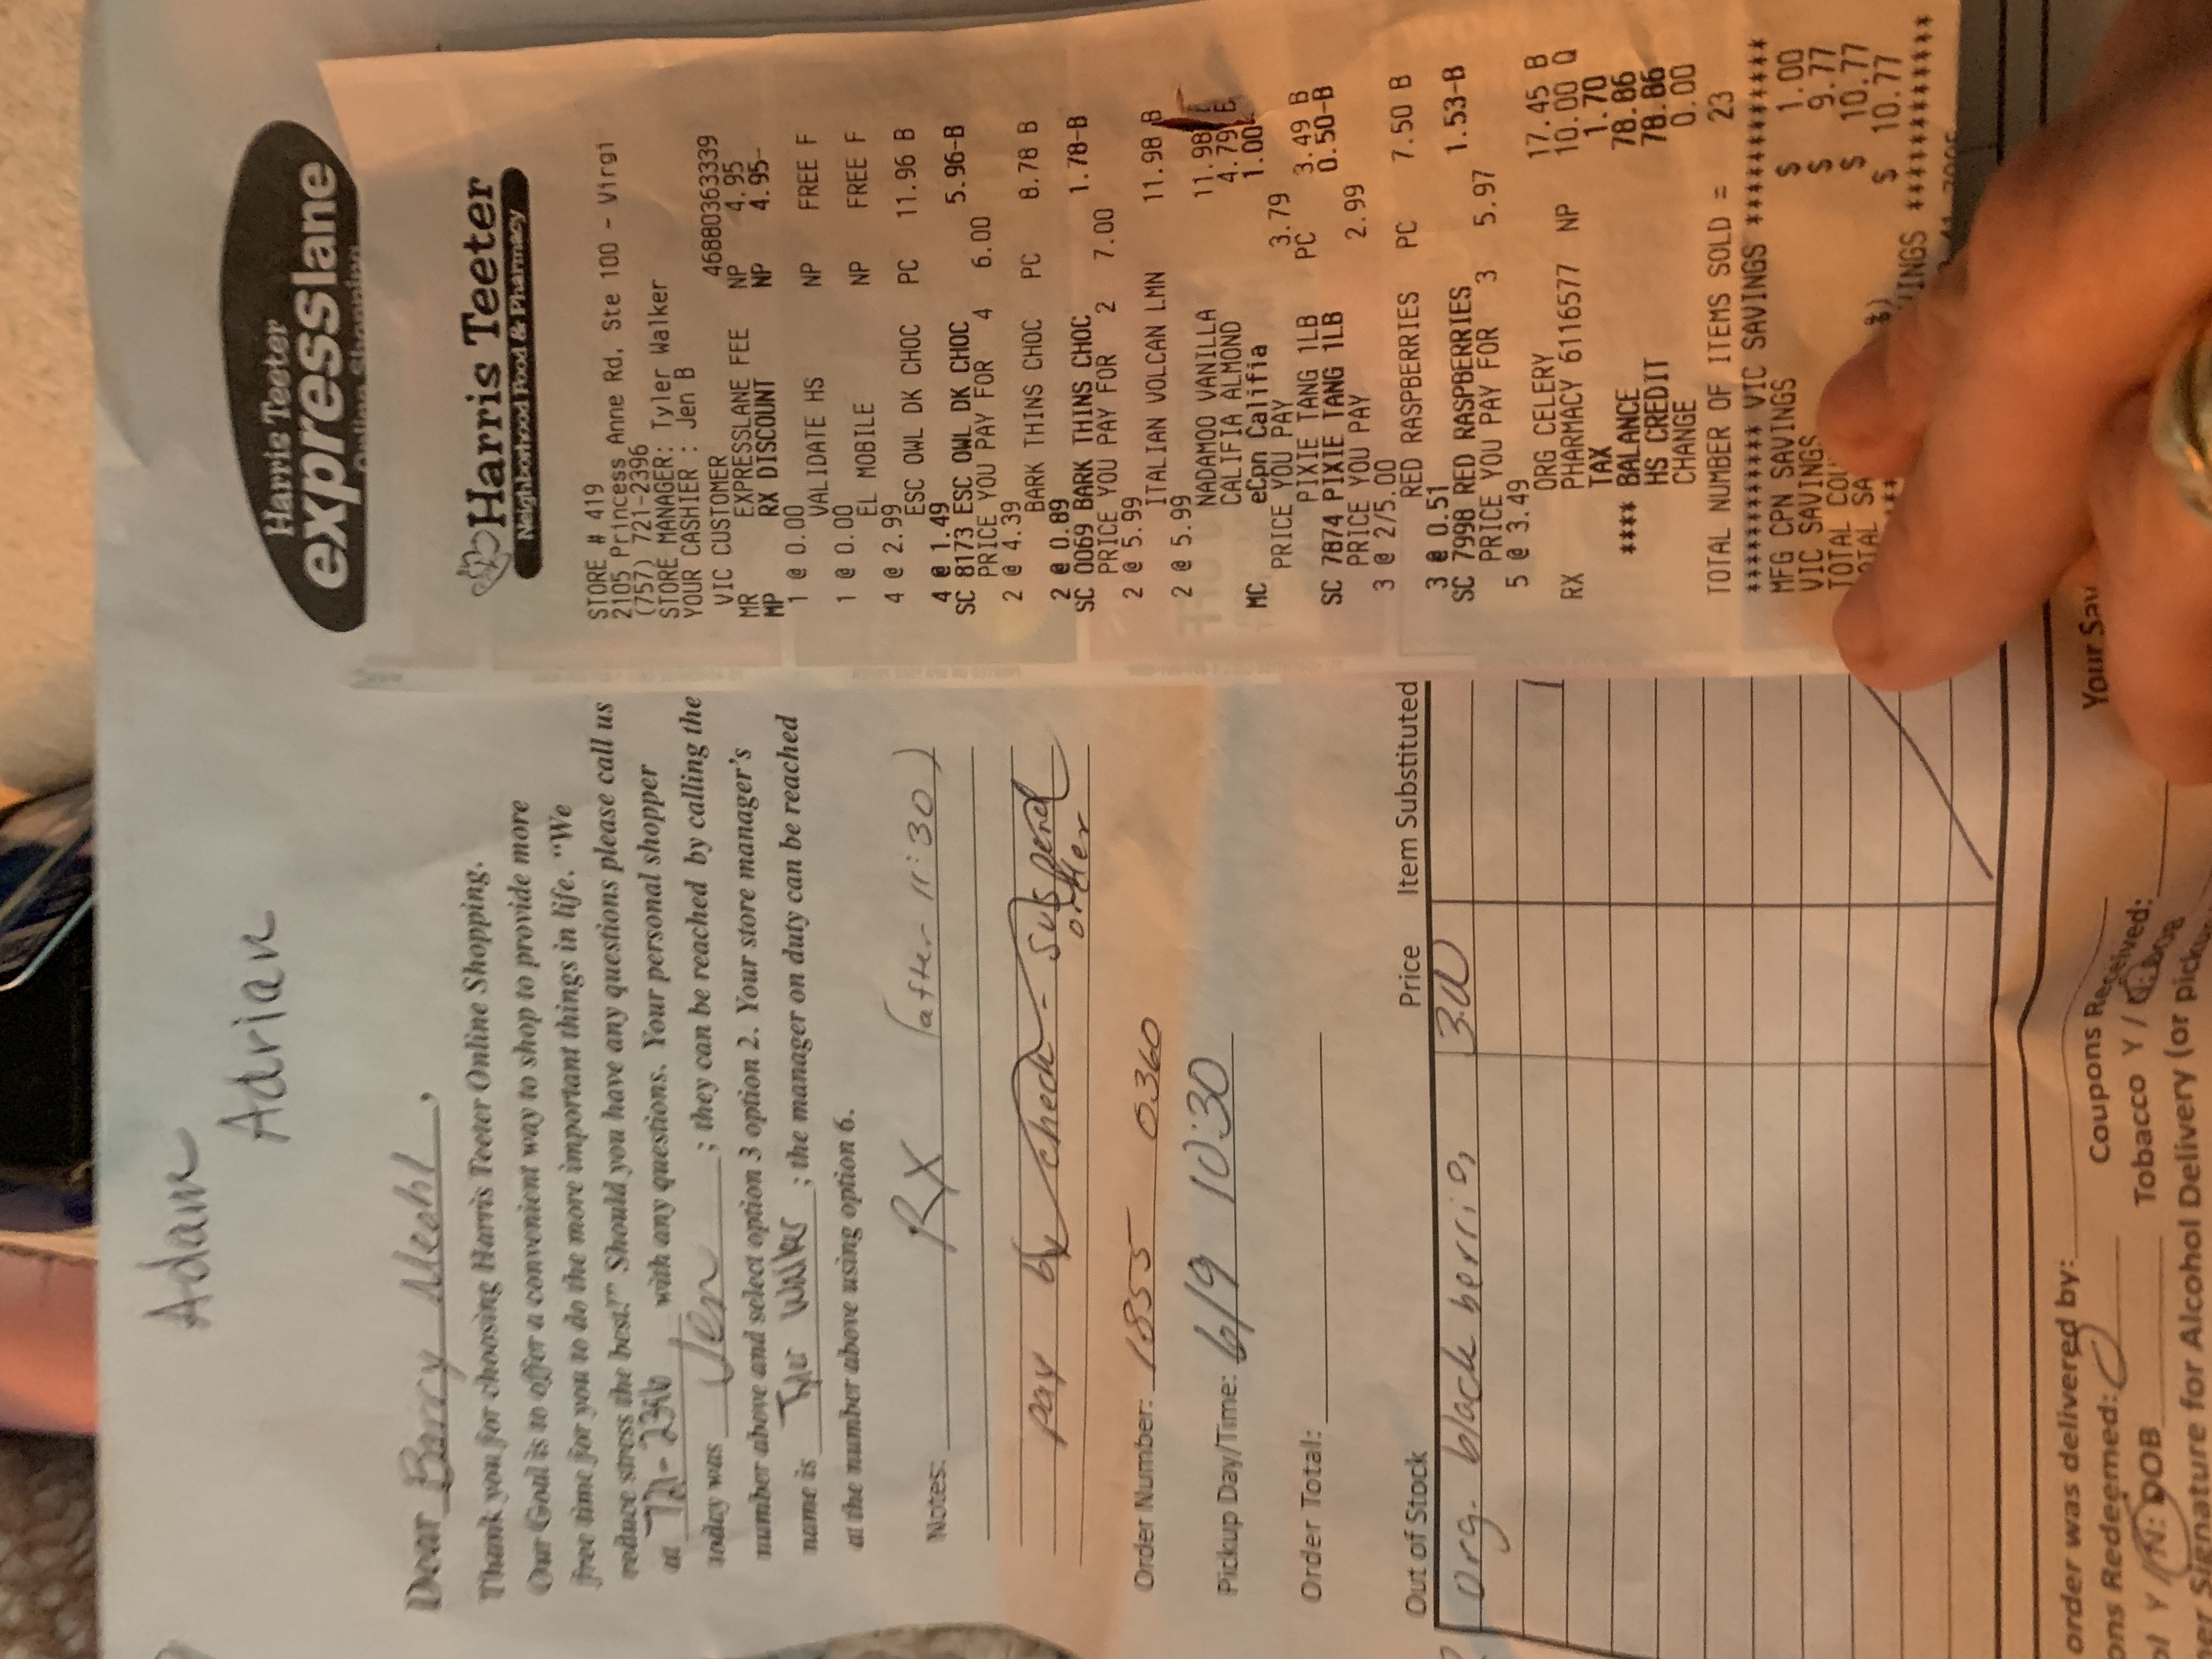 Adam
Adrian
Harris Teeter
expresslane
Dear Barry Meohl,
Thank you for choosing Harris Teeter Online Shopping.
Our Goal is to offer a convenient way to shop to provide more
free time for you to do the more important things in life. "We
reduce stress the best!" Should you have any questions please call us
at 721-2396 with any questions. Your personal shopper
today was Jen ; they can be reached by calling the
number above and select option 3 option 2. Your store manager's
name is ; the manager on duty can be reached
at the number above using option 6.
Notes: RX (after 11:30)
pay by check - suspend
order
Order Number: 1855 0360
Pickup Day/Time: 6/9 10:30
Order Total:
Out of Stock Price Item Substituted
Org. black berries 3.00
order was delivered by:
ons Redeemed: Coupons Received:
N: DOB Tobacco Y /
er Signature for Alcohol Delivery (or pickup
Your Sav
Harris Teeter
Neighborhood Food & Pharmacy
STORE # 419
2105 Princess Anne Rd, Ste 100 - Virgi
(757) 721-2396
STORE MANAGER: Tyler Walker
YOUR CASHIER : Jen B
VIC CUSTOMER 46880363339
MR EXPRESSLANE FEE NP 4.95
MP RX DISCOUNT NP 4.95-
1 @ 0.00
VALIDATE HS NP FREE F
1 @ 0.00
EL MOBILE NP FREE F
4 @ 2.99
ESC OWL DK CHOC PC 11.96 B
4 @ 1.49
SC 8173 ESC OWL DK CHOC 5.96-B
PRICE YOU PAY FOR 4 6.00
2 @ 4.39
BARK THINS CHOC PC 8.78 B
2 @ 0.89
SC 0069 BARK THINS CHOC 1.78-B
PRICE YOU PAY FOR 2 7.00
2 @ 5.99
ITALIAN VOLCAN LMN 11.98 B
2 @ 5.99
NADAMOO VANILLA 11.98
CALIFIA ALMOND 4.79
MC eCpn Califia 1.00
PRICE YOU PAY 3.79
PIXIE TANG 1LB PC 3.49 B
SC 7874 PIXIE TANG 1LB 0.50-B
PRICE YOU PAY 2.99
3 @ 2/5.00
RED RASPBERRIES PC 7.50 B
3 @ 0.51
SC 7998 RED RASPBERRIES 1.53-B
PRICE YOU PAY FOR 3 5.97
5 @ 3.49
ORG CELERY 17.45 B
RX PHARMACY 6116577 NP 10.00 Q
TAX 1.70
**** BALANCE 78.86
HS CREDIT 78.86
CHANGE 0.00
TOTAL NUMBER OF ITEMS SOLD = 23
********** VIC SAVINGS **********
MFG CPN SAVINGS $ 1.00
VIC SAVINGS $ 9.77
TOTAL COU $ 10.77
OTAL SA $ 10.77
INGS **********